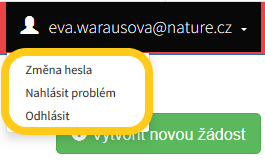 eva.warausova@nature.cz
Změna hesla
Nahlásit problém
Odhlásit
Vytvořit novou žádost